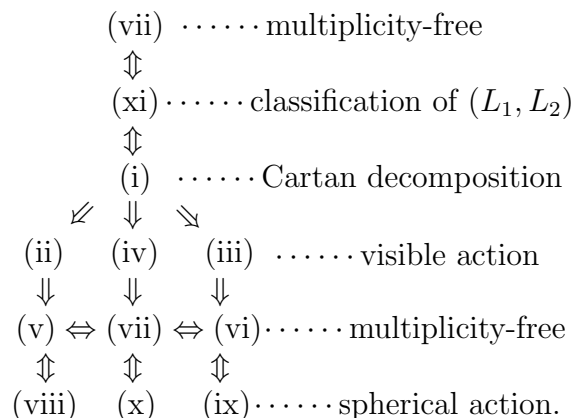 (vii) ······ multiplicity-free
⇕
(xi) ······ classification of (L₁, L₂)
⇕
(i) ······ Cartan decomposition
⇙ ⇓ ⇘
(ii) (iv) (iii) ······ visible action
⇓ ⇓ ⇓
(v) ⇔ (vii) ⇔ (vi) ······ multiplicity-free
⇕ ⇕ ⇕
(viii) (x) (ix) ······ spherical action.